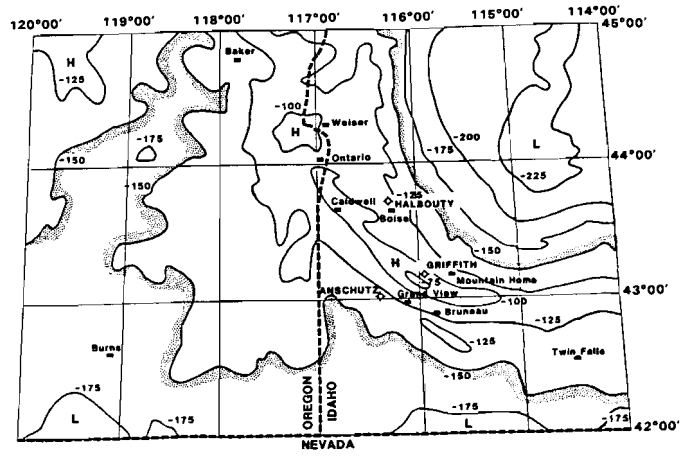 120°00' 119°00' 118°00' 117°00' 116°00' 115°00' 114°00'
45°00'
Baker
H
-125
-100
H
Weiser
-200
-175
L
-175
-150
Ontario
44°00'
-225
-150
-125
HALBOUTY
Caldwell
Boise
-150
H
GRIFFITH
-75
Mountain Home
ANSCHUTZ
Grand View
-100
43°00'
Bruneau
-125
-125
Burns
Twin Falls
-150
-175
-175
L
OREGON
IDAHO
-175
L
-175
42°00'
NEVADA